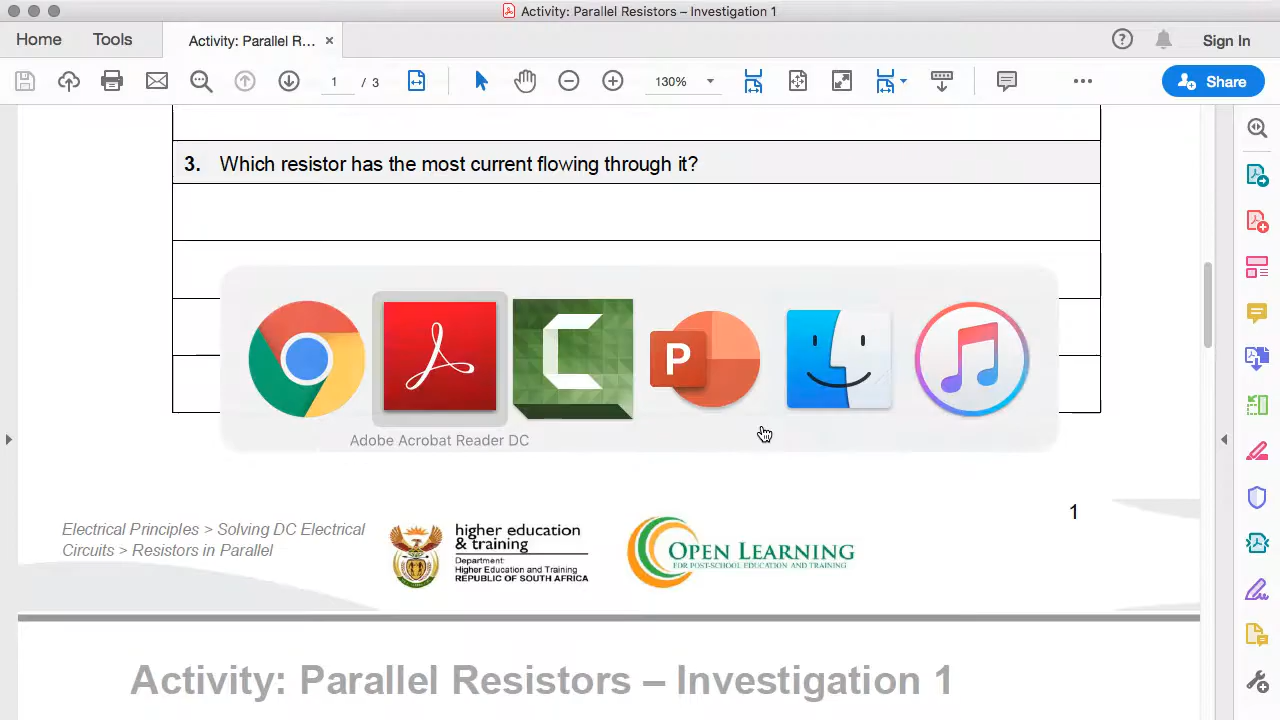 Activity: Parallel Resistors – Investigation 1
Home
Tools
Activity: Parallel R... ×
Sign In
1 / 3
130%
Share
3. Which resistor has the most current flowing through it?
P
Adobe Acrobat Reader DC
1
Electrical Principles > Solving DC Electrical
Circuits > Resistors in Parallel
higher education
& training
Department:
Higher Education and Training
REPUBLIC OF SOUTH AFRICA
OPEN LEARNING
FOR POST-SCHOOL EDUCATION AND TRAINING
Activity: Parallel Resistors – Investigation 1